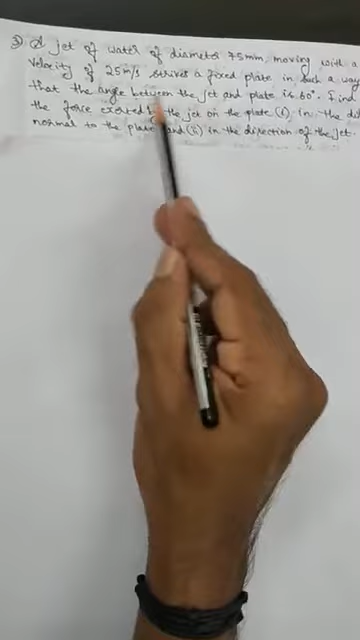 3) A jet of water of diameter 75mm, moving with a
velocity of 25m/s strikes a fixed plate in such a way
that the angle between the jet and plate is 60°. Find
the force exerted by the jet on the plate (i) in the
normal to the plate and (ii) in the direction of the jet.